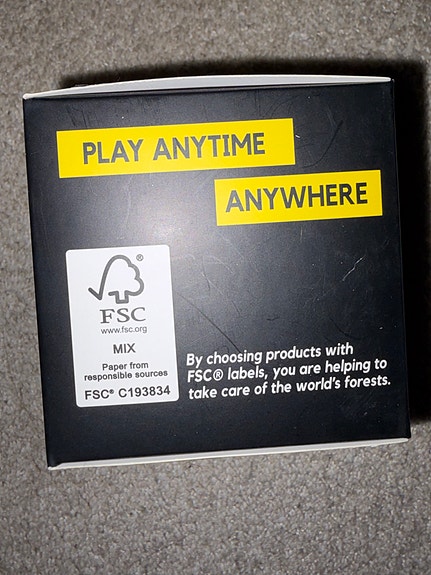 PLAY ANYTIME
ANYWHERE
®
FSC
www.fsc.org
MIX
Paper from
responsible sources
FSC® C193834
By choosing products with
FSC® labels, you are helping to
take care of the world's forests.